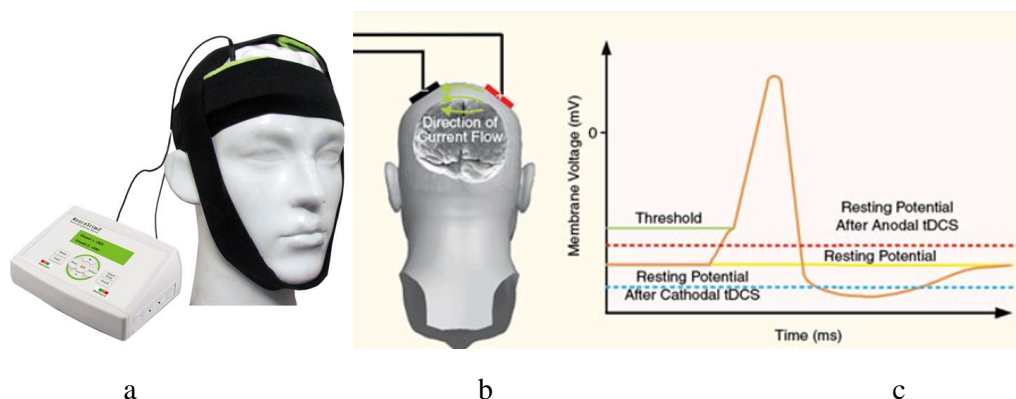 Direction of
Current Flow
Membrane Voltage (mV)
0
Threshold
Resting Potential
After Anodal tDCS
Resting Potential
Resting Potential
After Cathodal tDCS
Time (ms)
a
b
c